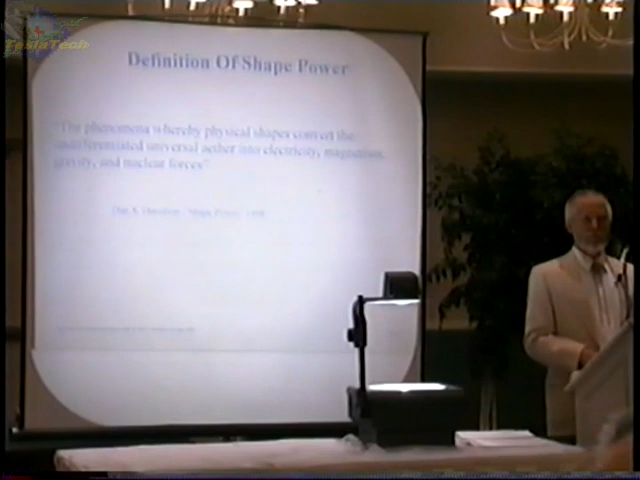 TeslaTech
Definition Of Shape Power
"The phenomena whereby physical shapes convert the
undifferentiated universal aether into electricity, magnetism,
gravity, and nuclear forces"